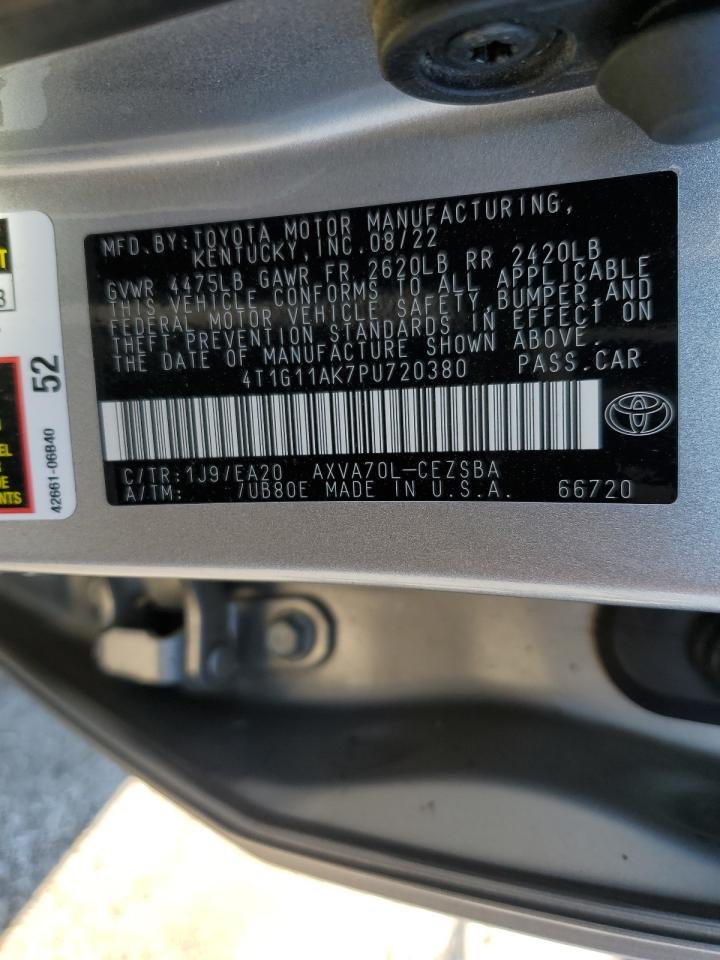 MFD.BY:TOYOTA MOTOR MANUFACTURING,
KENTUCKY,INC.08/22
GVWR 4475LB GAWR FR 2620LB RR 2420LB
THIS VEHICLE CONFORMS TO ALL APPLICABLE
FEDERAL MOTOR VEHICLE SAFETY,BUMPER,AND
THEFT PREVENTION STANDARDS IN EFFECT ON
THE DATE OF MANUFACTURE SHOWN ABOVE.
4T1G11AK7PU720380 PASS.CAR
C/TR:1J9/EA20 AXVA70L-CEZSBA
A/TM: 7UB80E MADE IN U.S.A. 66720
52
42661-06B40